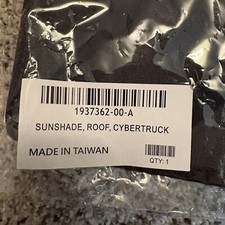 1937362-00-A
SUNSHADE, ROOF, CYBERTRUCK
MADE IN TAIWAN
QTY: 1